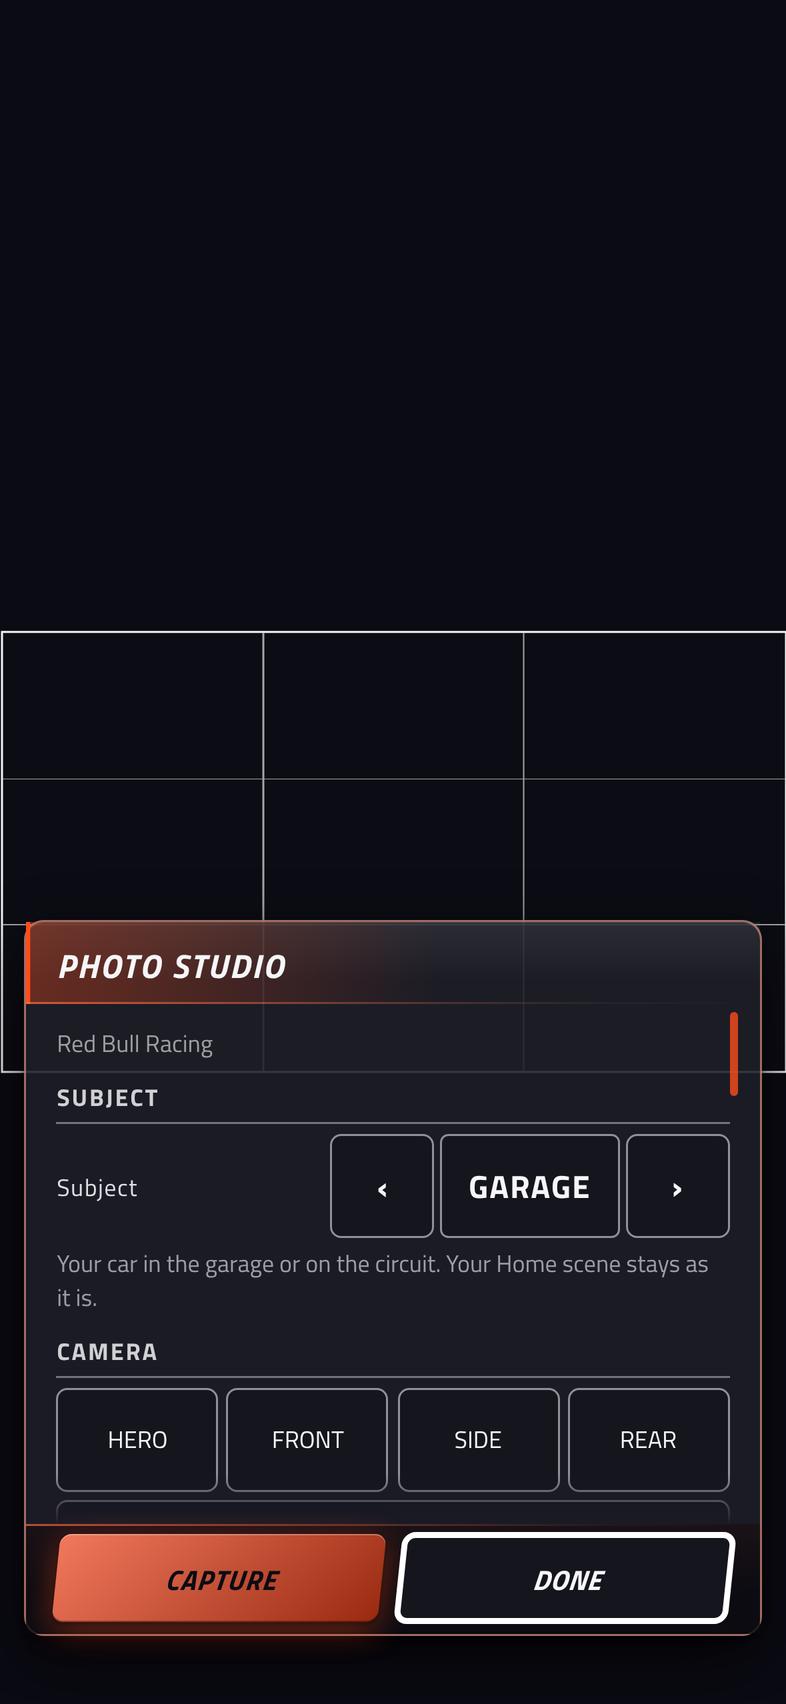 PHOTO STUDIO
Red Bull Racing
SUBJECT
Subject
‹ GARAGE ›
Your car in the garage or on the circuit. Your Home scene stays as
it is.
CAMERA
HERO FRONT SIDE REAR
CAPTURE DONE